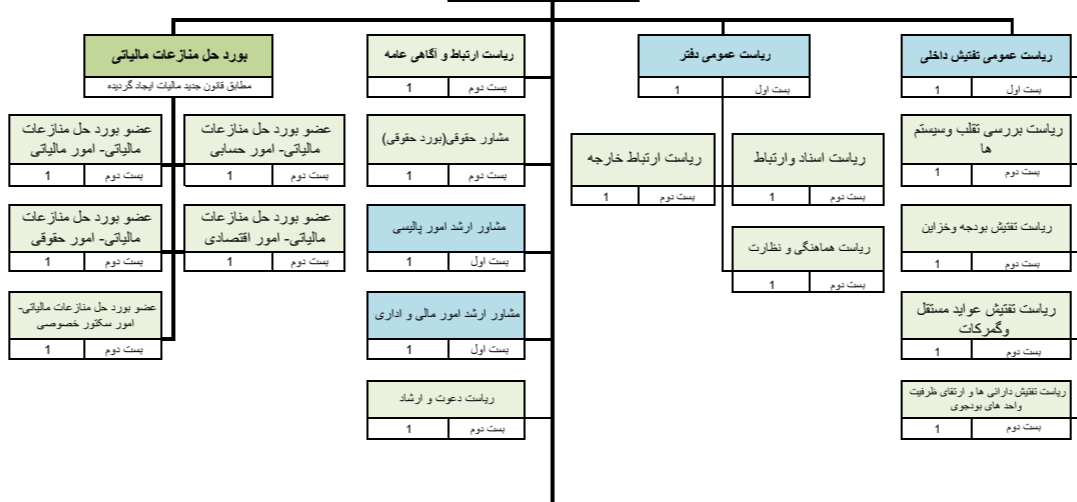 ریاست عمومی تفتیش داخلی
بست اول 1
ریاست بررسی تقلب وسیستم
ها
بست دوم 1
ریاست تفتیش بودجه وخزاین
بست دوم 1
ریاست تفتیش عواید مستقل
وگمرکات
بست دوم 1
ریاست تفتیش دارائی ها و ارتقای ظرفیت
واحد های بودجوی
بست دوم 1
ریاست عمومی دفتر
بست اول 1
ریاست اسناد وارتباط
بست دوم 1
ریاست ارتباط خارجه
بست دوم 1
ریاست هماهنگی و نظارت
بست دوم 1
ریاست ارتباط و آگاهی عامه
بست دوم 1
مشاور حقوقی(بورد حقوقی)
بست دوم 1
مشاور ارشد امور پالیسی
بست اول 1
مشاور ارشد امور مالی و اداری
بست اول 1
ریاست دعوت و ارشاد
بست دوم 1
بورد حل منازعات مالیاتی
مطابق قانون جدید مالیات ایجاد گردیده
عضو بورد حل منازعات
مالیاتی- امور حسابی
بست دوم 1
عضو بورد حل منازعات
مالیاتی- امور مالیاتی
بست دوم 1
عضو بورد حل منازعات
مالیاتی- امور اقتصادی
بست دوم 1
عضو بورد حل منازعات
مالیاتی- امور حقوقی
بست دوم 1
عضو بورد حل منازعات مالیاتی-
امور سکتور خصوصی
بست دوم 1